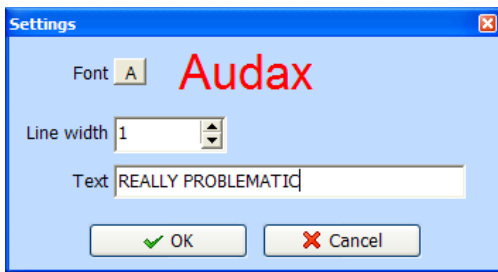 Settings
Font A Audax
Line width 1
Text REALLY PROBLEMATIC
OK Cancel